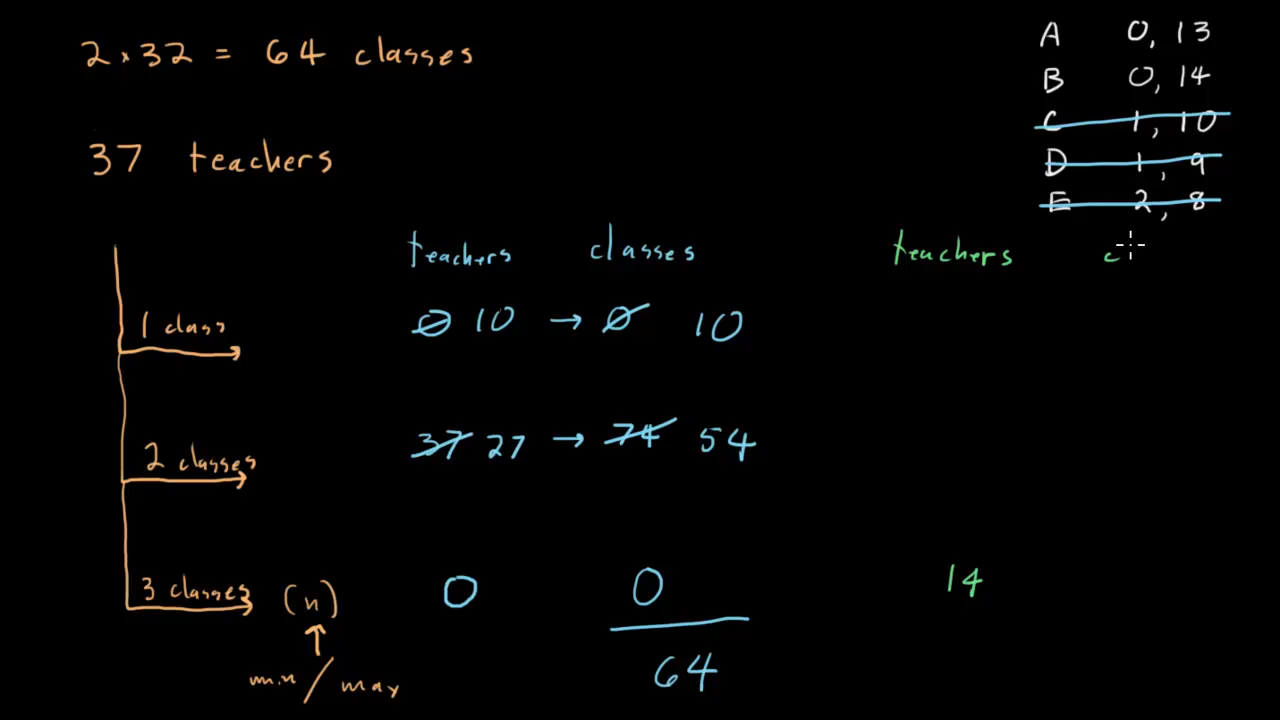 2 × 32 = 64 classes
37 teachers
A 0, 13
B 0, 14
C 1, 10
D 1, 9
E 2, 8
teachers classes teachers c
1 class 0 10 → 0 10
2 classes 37 27 → 74 54
3 classes (n) 0 0 14
min / max 64